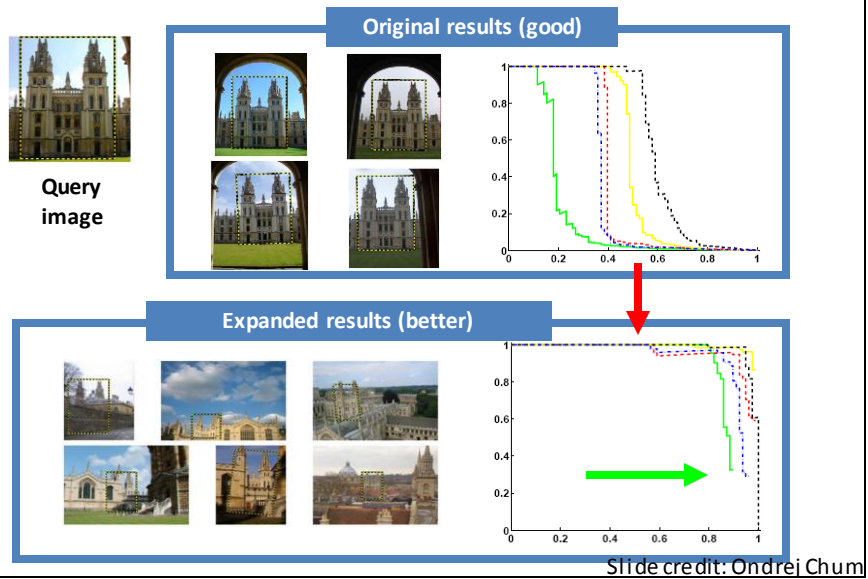 Original results (good)
Query
image
1
0.8
0.6
0.4
0.2
0
0 0.2 0.4 0.6 0.8 1
Expanded results (better)
1
0.8
0.6
0.4
0.2
0
0 0.2 0.4 0.6 0.8 1
Slide credit: Ondrej Chum